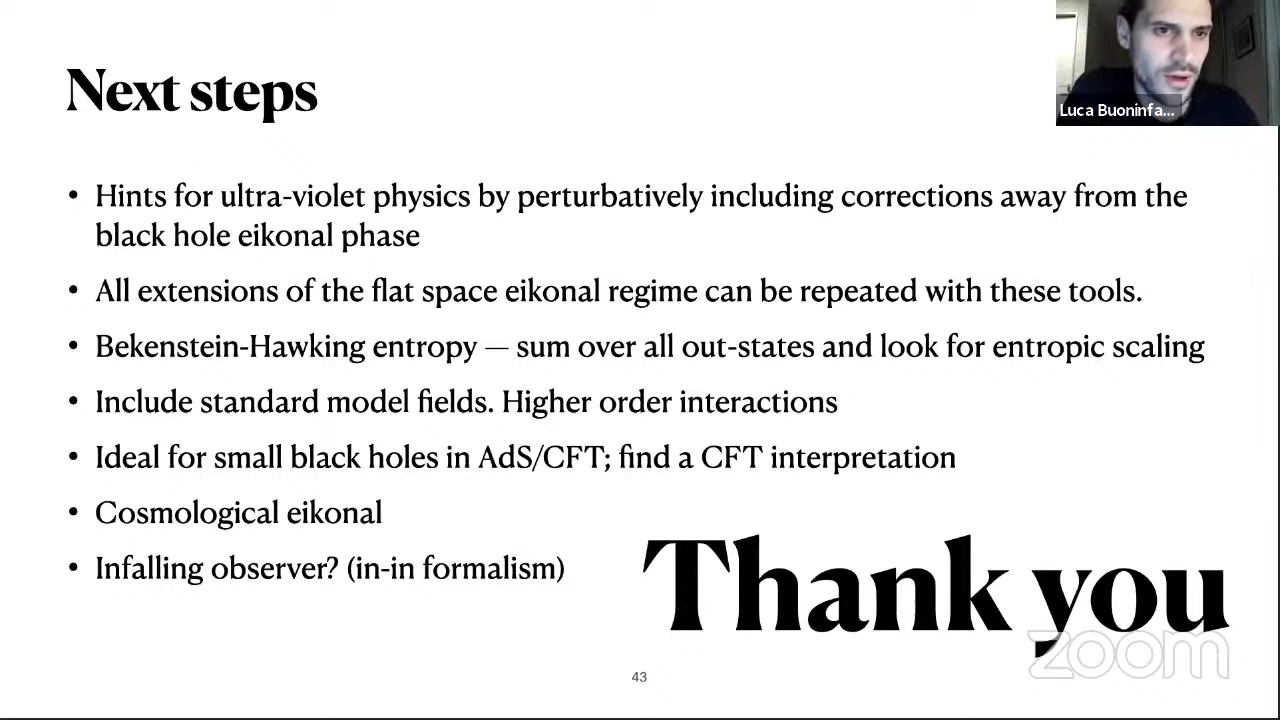 Next steps
Luca Buoninfa...
• Hints for ultra-violet physics by perturbatively including corrections away from the
black hole eikonal phase
• All extensions of the flat space eikonal regime can be repeated with these tools.
• Bekenstein-Hawking entropy — sum over all out-states and look for entropic scaling
• Include standard model fields. Higher order interactions
• Ideal for small black holes in AdS/CFT; find a CFT interpretation
• Cosmological eikonal
• Infalling observer? (in-in formalism)
Thank you
zoom
43